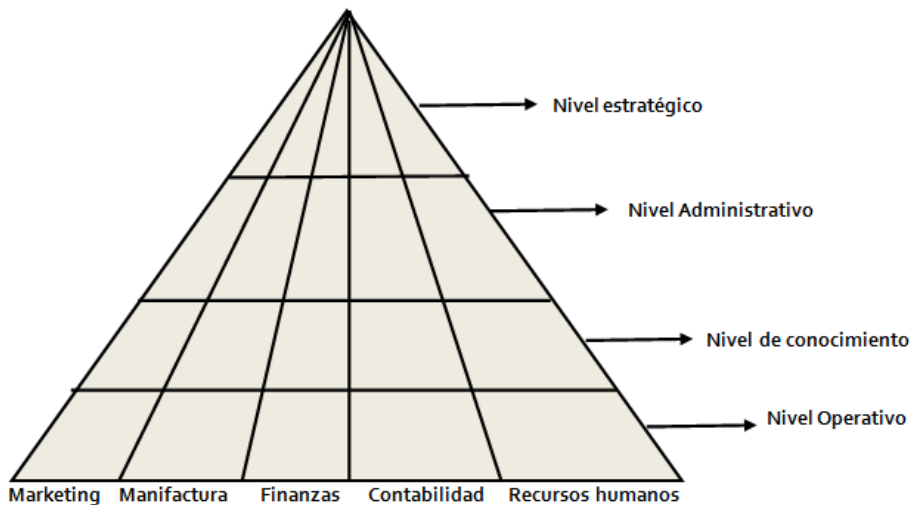 Nivel estratégico
Nivel Administrativo
Nivel de conocimiento
Nivel Operativo
Marketing Manifactura Finanzas Contabilidad Recursos humanos